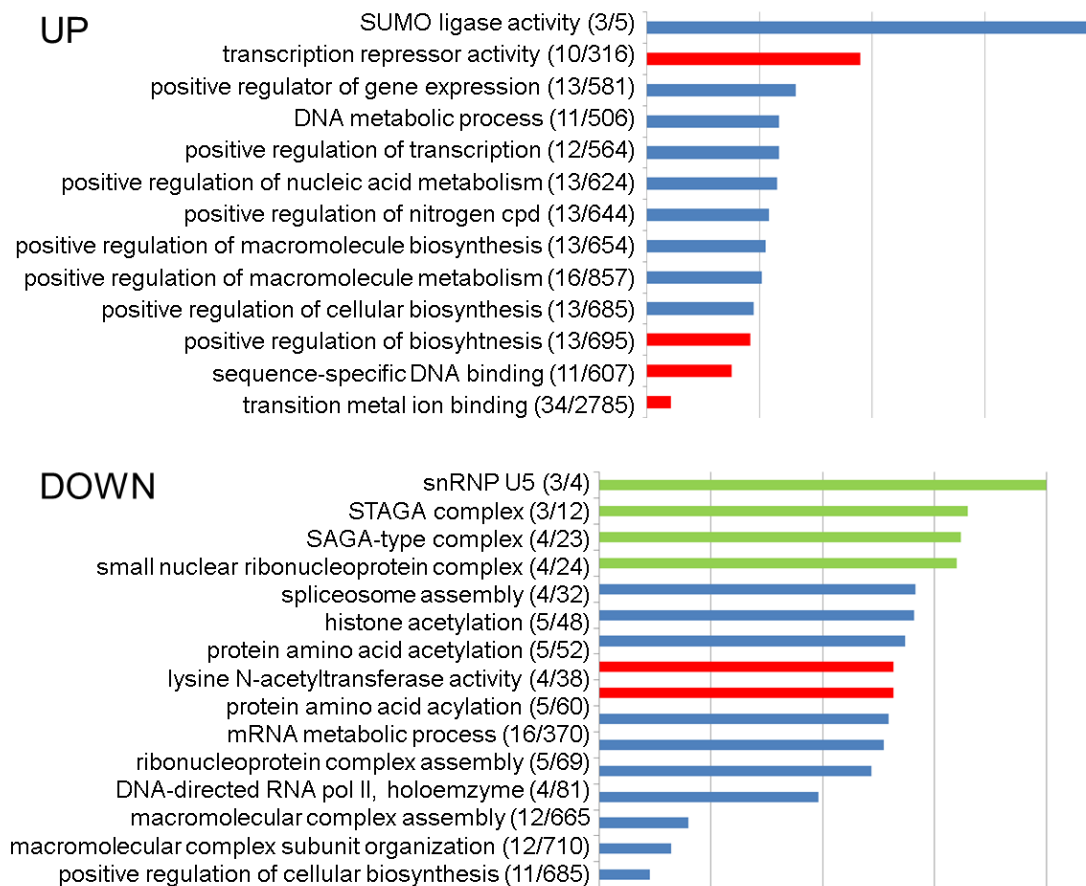 UP
SUMO ligase activity (3/5)
transcription repressor activity (10/316)
positive regulator of gene expression (13/581)
DNA metabolic process (11/506)
positive regulation of transcription (12/564)
positive regulation of nucleic acid metabolism (13/624)
positive regulation of nitrogen cpd (13/644)
positive regulation of macromolecule biosynthesis (13/654)
positive regulation of macromolecule metabolism (16/857)
positive regulation of cellular biosynthesis (13/685)
positive regulation of biosyhtnesis (13/695)
sequence-specific DNA binding (11/607)
transition metal ion binding (34/2785)
DOWN
snRNP U5 (3/4)
STAGA complex (3/12)
SAGA-type complex (4/23)
small nuclear ribonucleoprotein complex (4/24)
spliceosome assembly (4/32)
histone acetylation (5/48)
protein amino acid acetylation (5/52)
lysine N-acetyltransferase activity (4/38)
protein amino acid acylation (5/60)
mRNA metabolic process (16/370)
ribonucleoprotein complex assembly (5/69)
DNA-directed RNA pol II, holoemzyme (4/81)
macromolecular complex assembly (12/665
macromolecular complex subunit organization (12/710)
positive regulation of cellular biosynthesis (11/685)